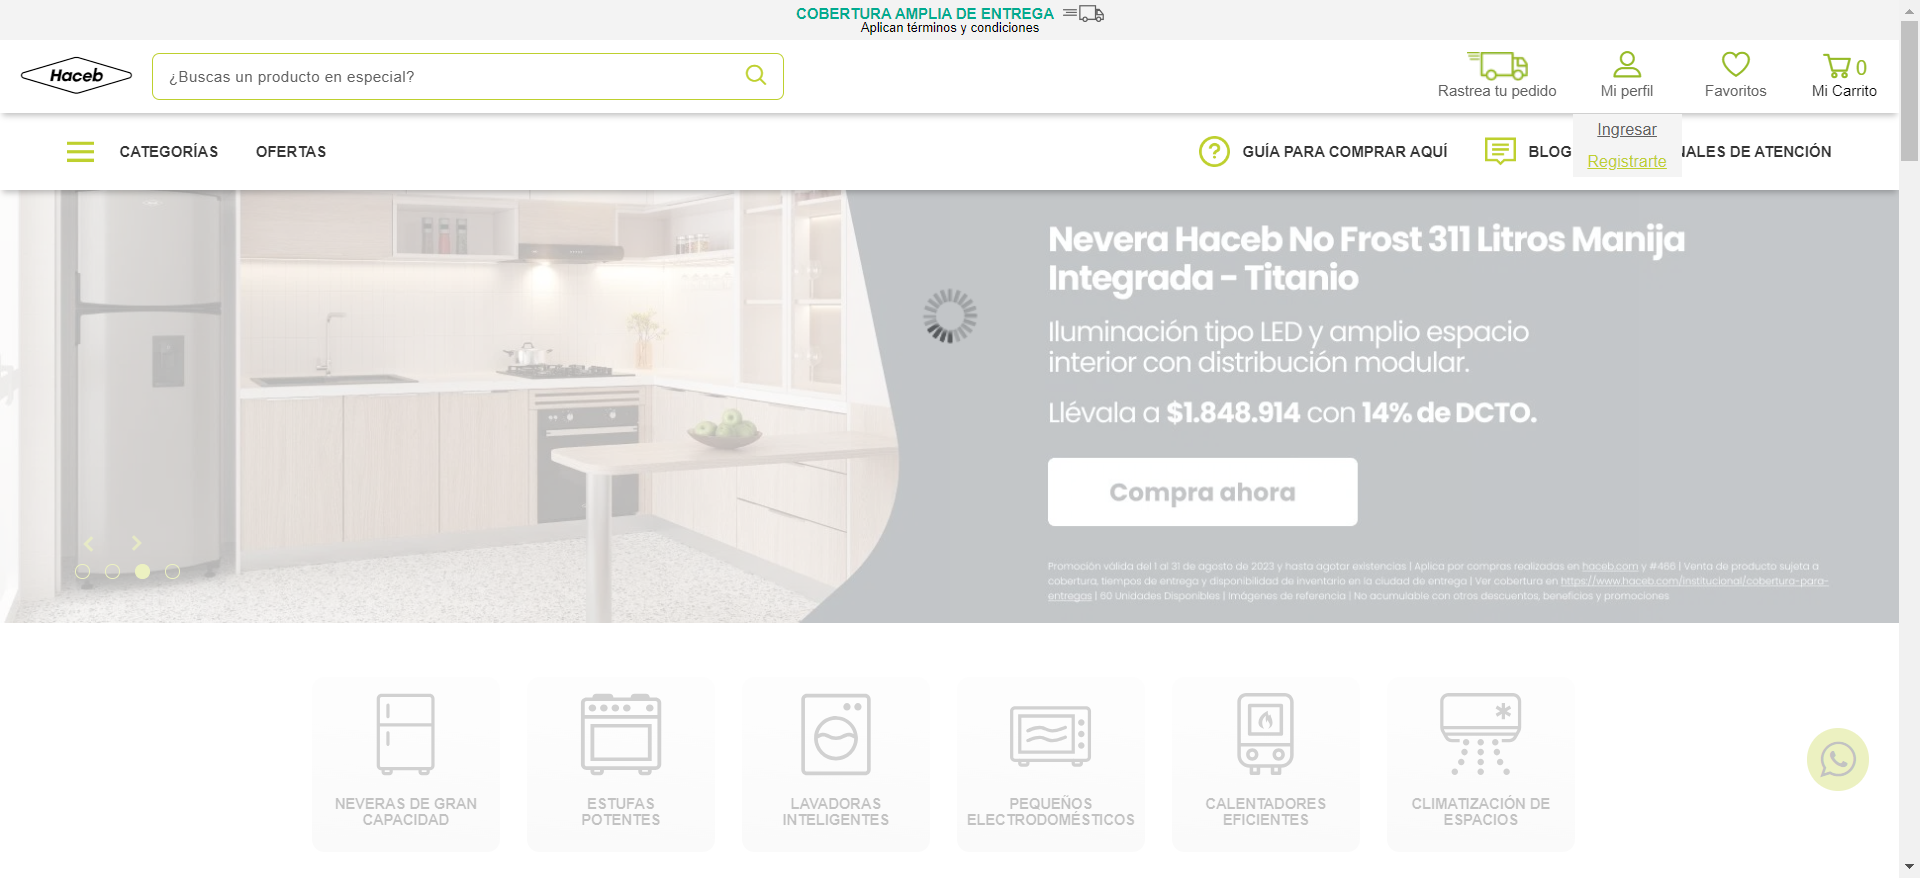 COBERTURA AMPLIA DE ENTREGA
Aplican términos y condiciones
Haceb
¿Buscas un producto en especial?
Rastrea tu pedido
Mi perfil
Favoritos
0
Mi Carrito
Ingresar
Registrarte
CATEGORÍAS
OFERTAS
GUÍA PARA COMPRAR AQUÍ
BLOG
NALES DE ATENCIÓN
Nevera Haceb No Frost 311 Litros Manija
Integrada - Titanio
Iluminación tipo LED y amplio espacio
interior con distribución modular.
Llévala a $1.848.914 con 14% de DCTO.
Compra ahora
Promoción válida del 1 al 31 de agosto de 2023 y hasta agotar existencias | Aplica por compras realizadas en haceb.com y #466 | Venta de producto sujeta a
cobertura, tiempos de entrega y disponibilidad de inventario en la ciudad de entrega | Ver cobertura en https://www.haceb.com/institucional/cobertura-para-
entregas | 60 Unidades Disponibles | Imágenes de referencia | No acumulable con otros descuentos, beneficios y promociones
NEVERAS DE GRAN
CAPACIDAD
ESTUFAS
POTENTES
LAVADORAS
INTELIGENTES
PEQUEÑOS
ELECTRODOMÉSTICOS
CALENTADORES
EFICIENTES
CLIMATIZACIÓN DE
ESPACIOS